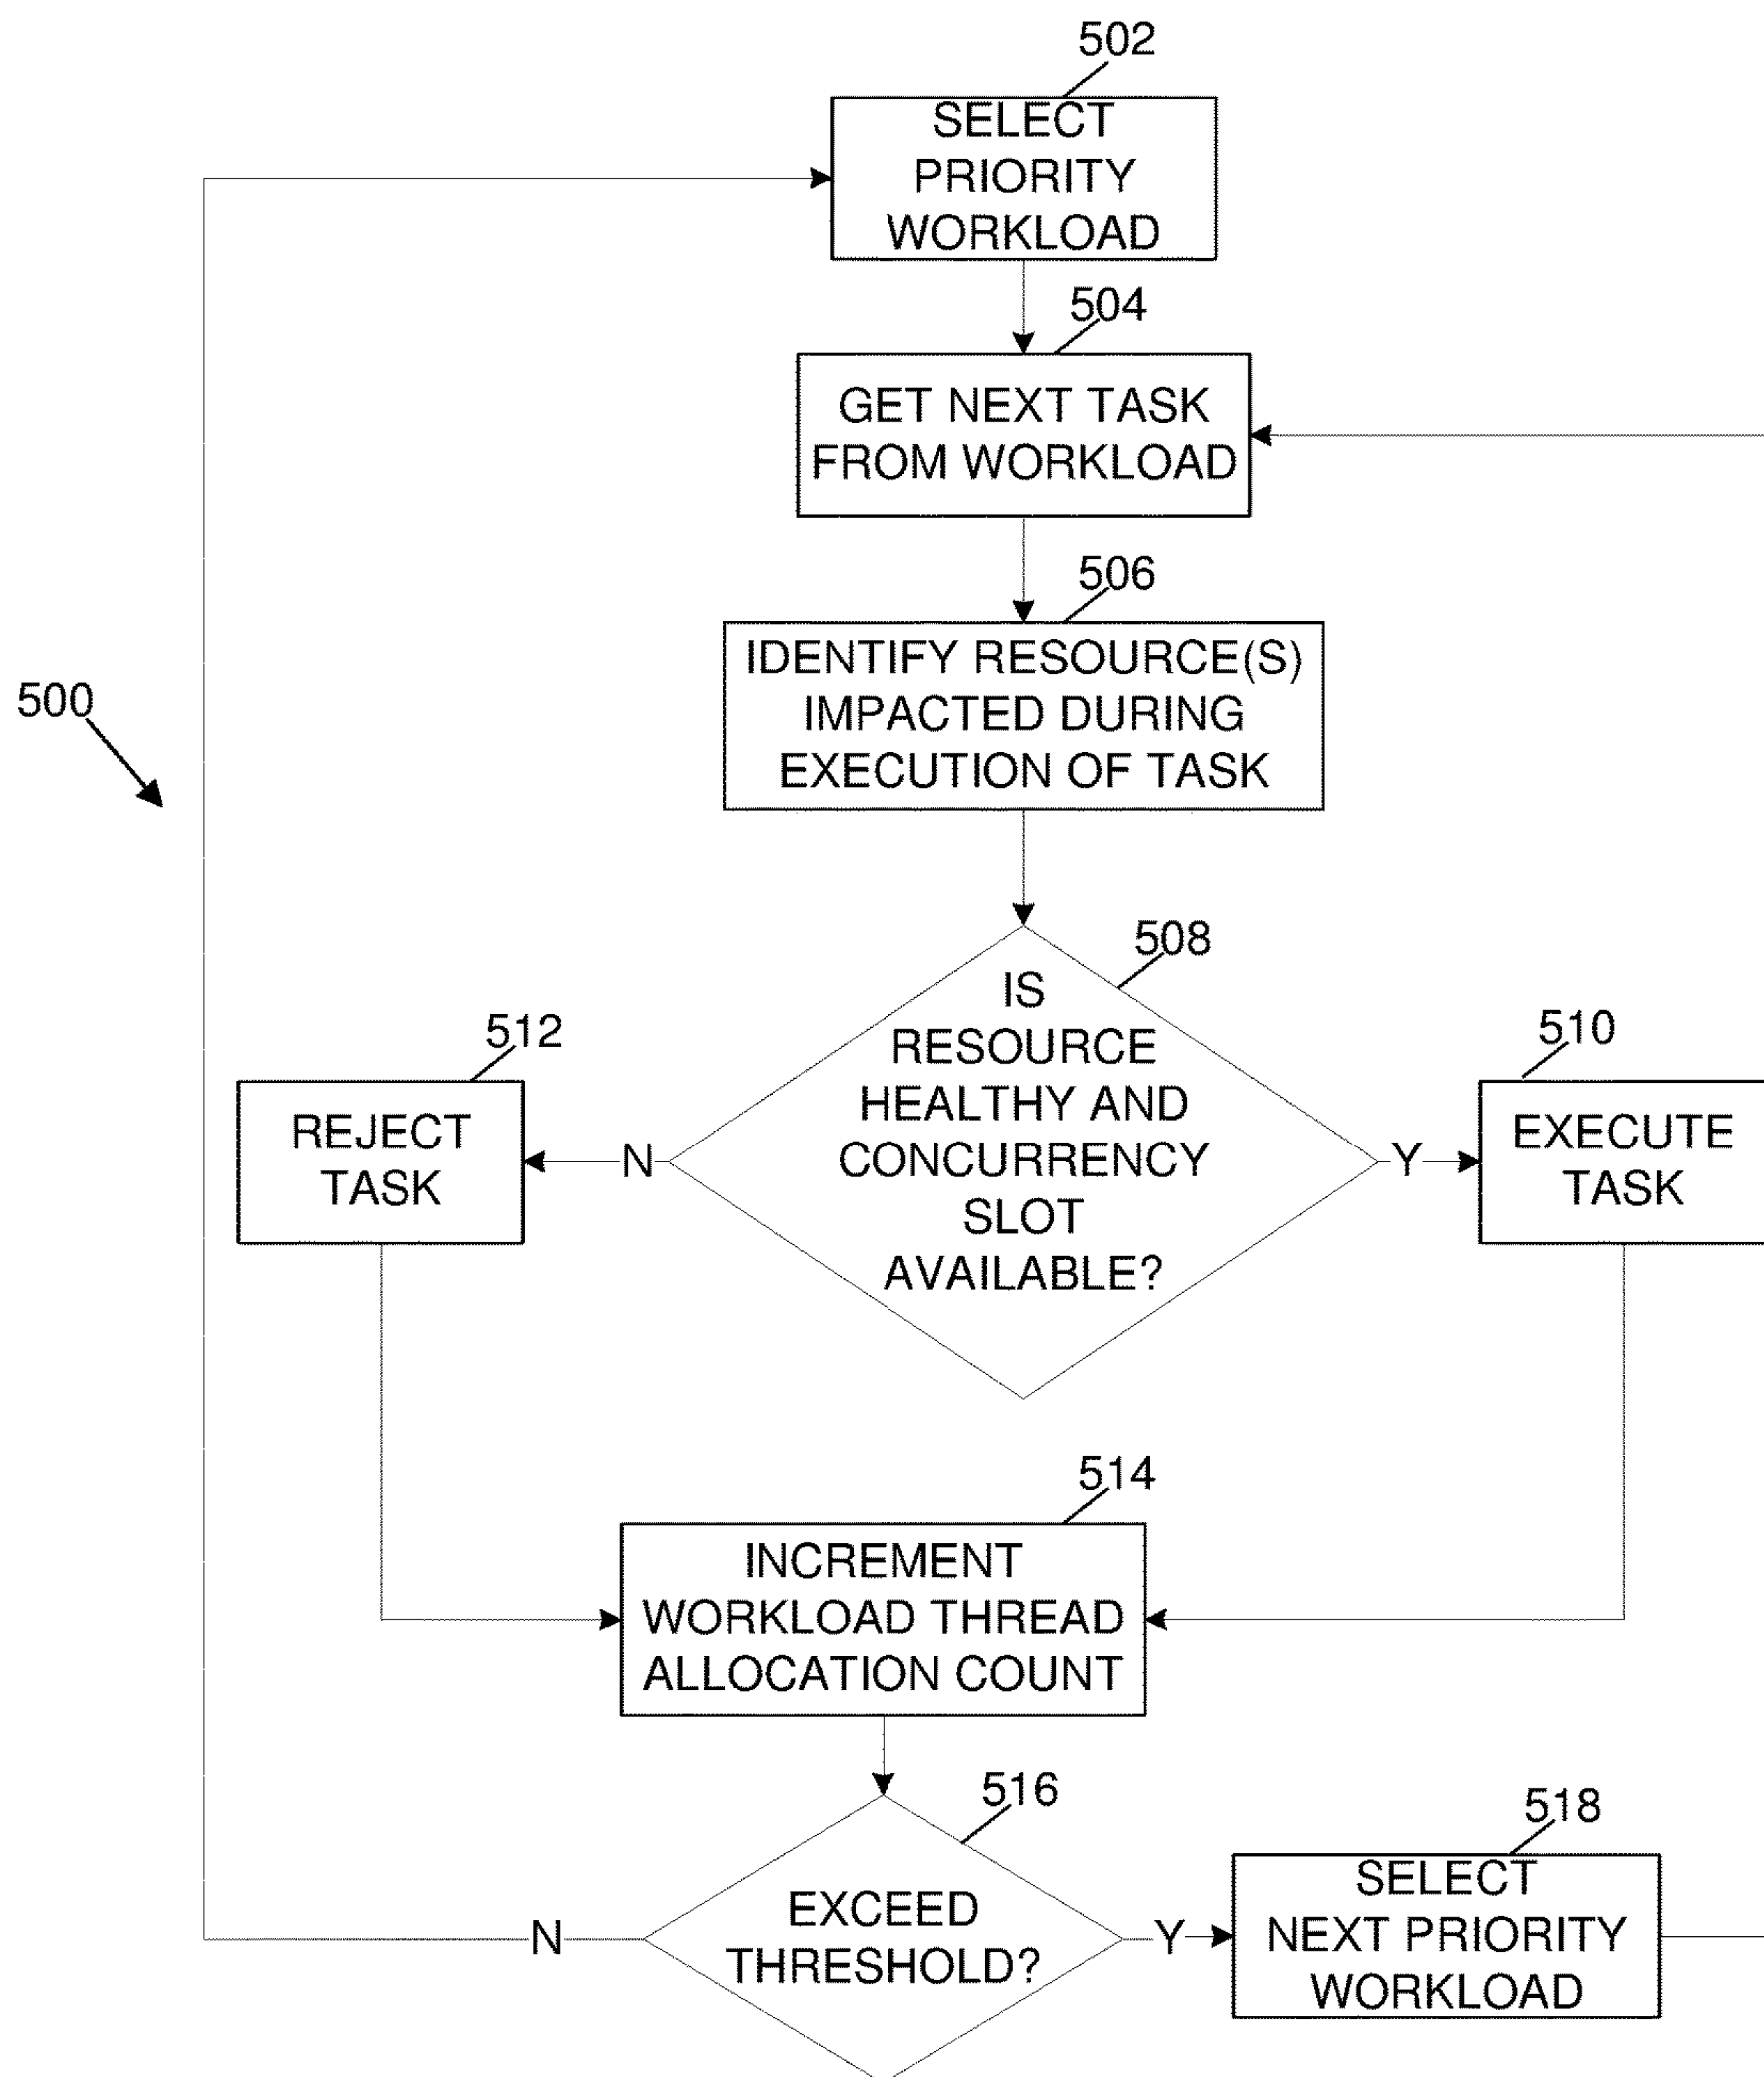 502
SELECT
PRIORITY
WORKLOAD
504
GET NEXT TASK
FROM WORKLOAD
506
IDENTIFY RESOURCE(S)
IMPACTED DURING
EXECUTION OF TASK
500
508
IS
RESOURCE
HEALTHY AND
CONCURRENCY
SLOT
AVAILABLE?
512
REJECT
TASK
N
Y
510
EXECUTE
TASK
514
INCREMENT
WORKLOAD THREAD
ALLOCATION COUNT
516
EXCEED
THRESHOLD?
N
Y
518
SELECT
NEXT PRIORITY
WORKLOAD